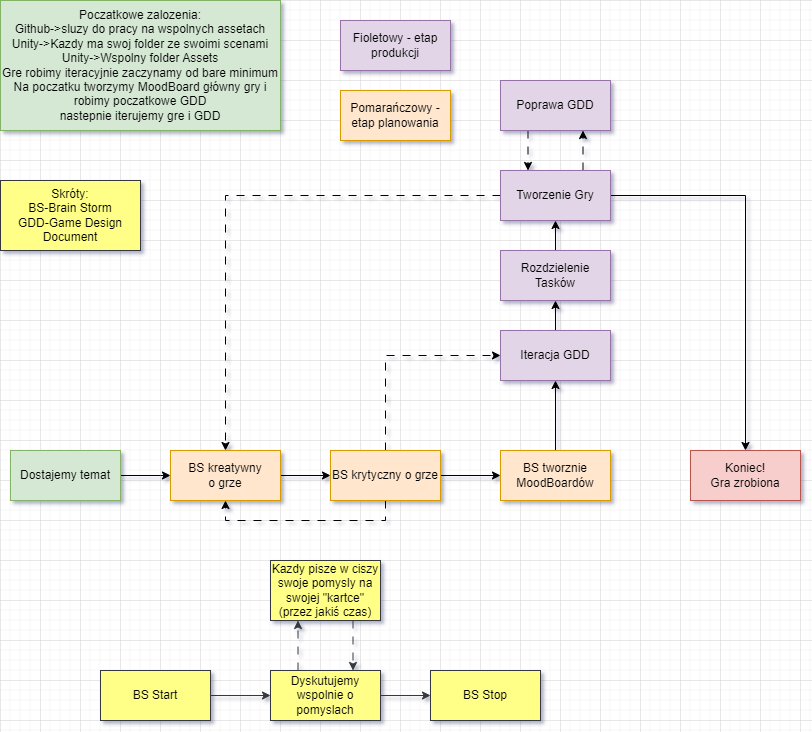 Początkowe zalozenia:
Github->sluzy do pracy na wspolnych assetach
Unity->Kazdy ma swoj folder ze swoimi scenami
Unity->Wspolny folder Assets
Gre robimy iteracyjnie zaczynamy od bare minimum
Na poczatku tworzymy MoodBoard główny gry i
robimy poczatkowe GDD
nastepnie iterujemy gre i GDD
Fioletowy - etap
produkcji
Pomarańczowy -
etap planowania
Poprawa GDD
Skróty:
BS-Brain Storm
GDD-Game Design
Document
Tworzenie Gry
Rozdzielenie
Tasków
Iteracja GDD
Dostajemy temat
BS kreatywny
o grze
BS krytyczny o grze
BS tworznie
MoodBoardów
Koniec!
Gra zrobiona
Kazdy pisze w ciszy
swoje pomysly na
swojej "kartce"
(przez jakiś czas)
BS Start
Dyskutujemy
wspolnie o
pomyslach
BS Stop